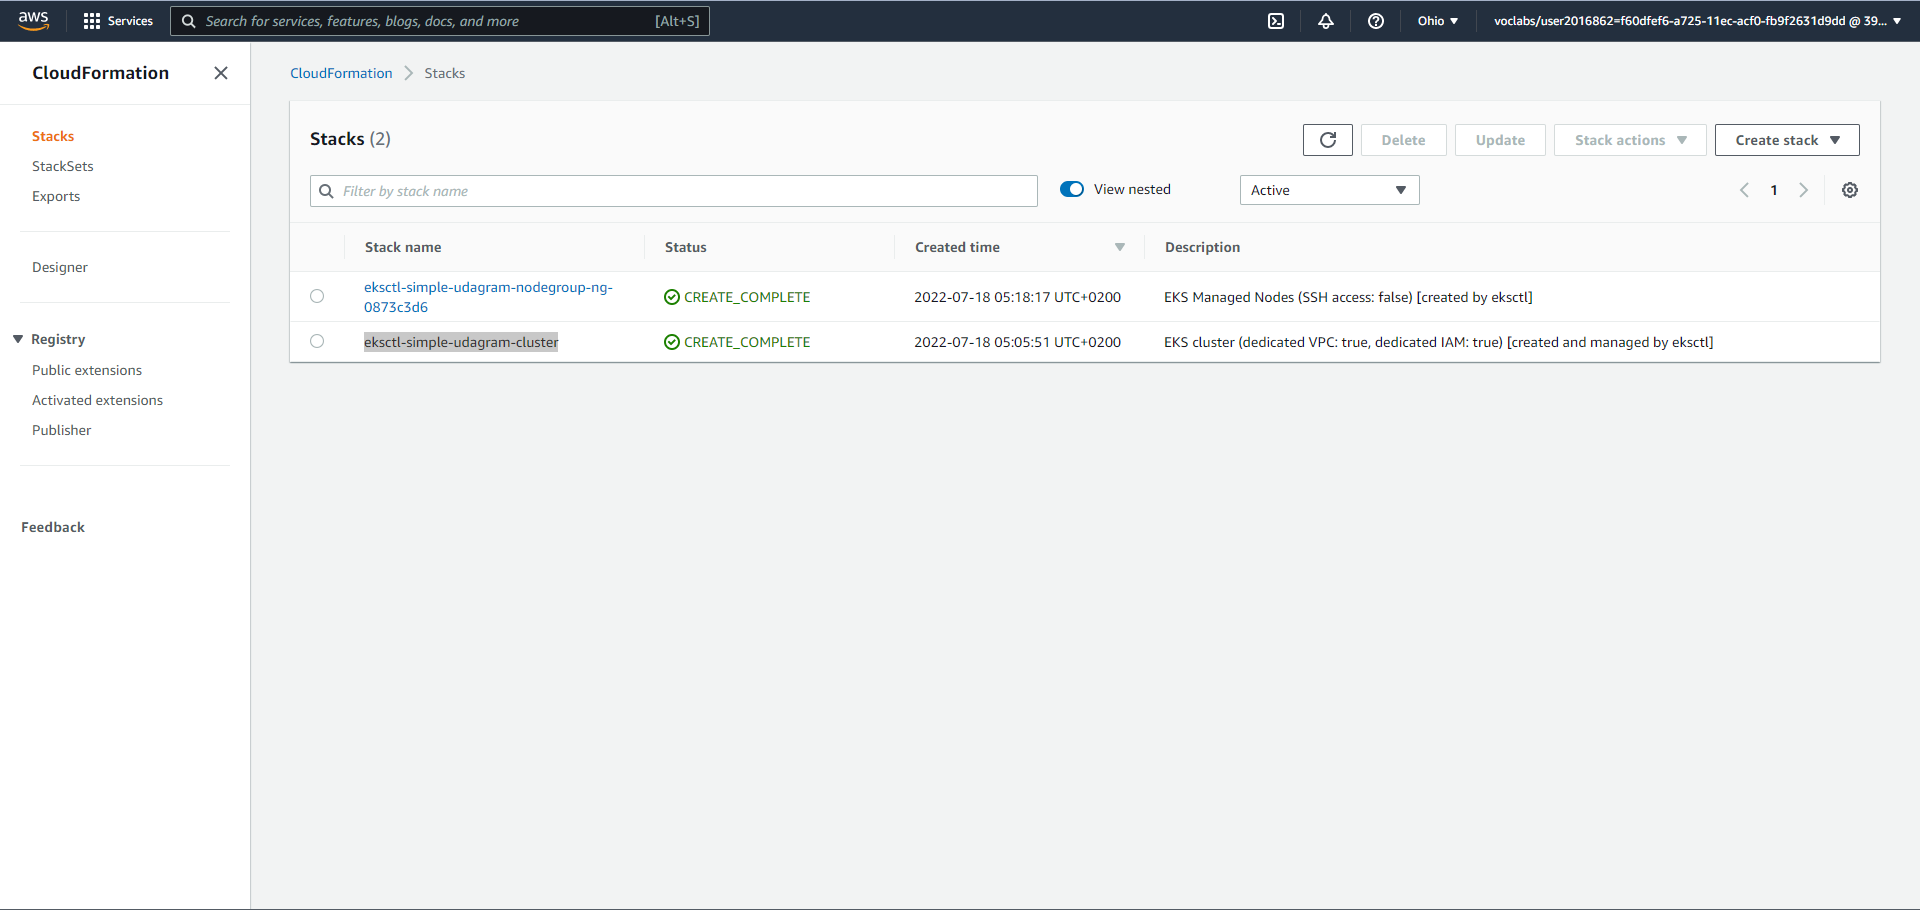 aws
Services
Search for services, features, blogs, docs, and more
[Alt+S]
Ohio
voclabs/user2016862=f60dfef6-a725-11ec-acf0-fb9f2631d9dd @ 39...
CloudFormation
Stacks
StackSets
Exports
Designer
Registry
Public extensions
Activated extensions
Publisher
Feedback
CloudFormation
Stacks
Stacks (2)
Delete
Update
Stack actions
Create stack
Filter by stack name
View nested
Active
1
Stack name
Status
Created time
Description
eksctl-simple-udagram-nodegroup-ng-
0873c3d6
CREATE_COMPLETE
2022-07-18 05:18:17 UTC+0200
EKS Managed Nodes (SSH access: false) [created by eksctl]
eksctl-simple-udagram-cluster
CREATE_COMPLETE
2022-07-18 05:05:51 UTC+0200
EKS cluster (dedicated VPC: true, dedicated IAM: true) [created and managed by eksctl]